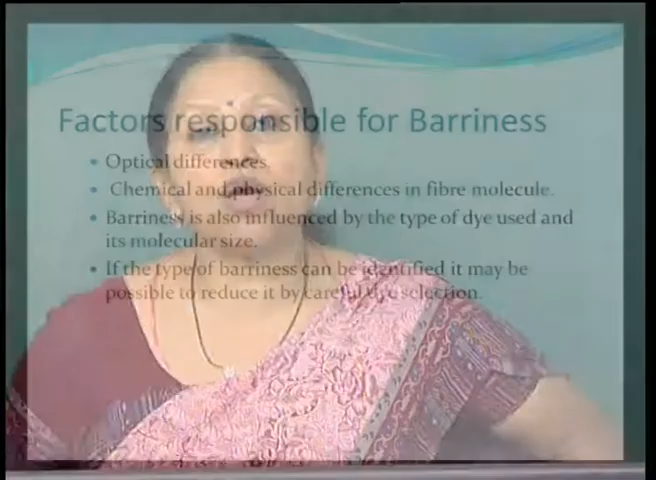 Factors responsible for Barriness
• Optical differences.
• Chemical and physical differences in fibre molecule.
• Barriness is also influenced by the type of dye used and
its molecular size.
• If the type of barriness can be identified it may be
possible to reduce it by careful dye selection.